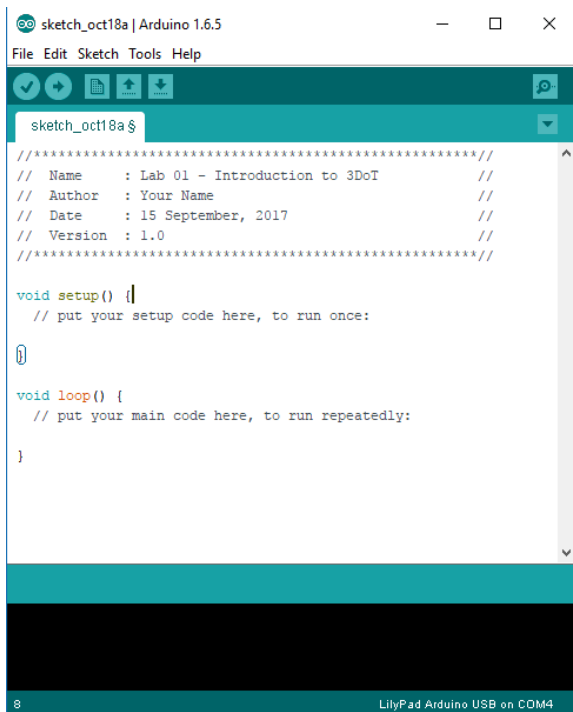 sketch_oct18a | Arduino 1.6.5
File Edit Sketch Tools Help
sketch_oct18a §
//******************************************************//
//  Name     : Lab 01 - Introduction to 3DoT            //
//  Author   : Your Name                                //
//  Date     : 15 September, 2017                       //
//  Version  : 1.0                                      //
//******************************************************//
void setup() {
  // put your setup code here, to run once:
}
void loop() {
  // put your main code here, to run repeatedly:
}
8 LilyPad Arduino USB on COM4